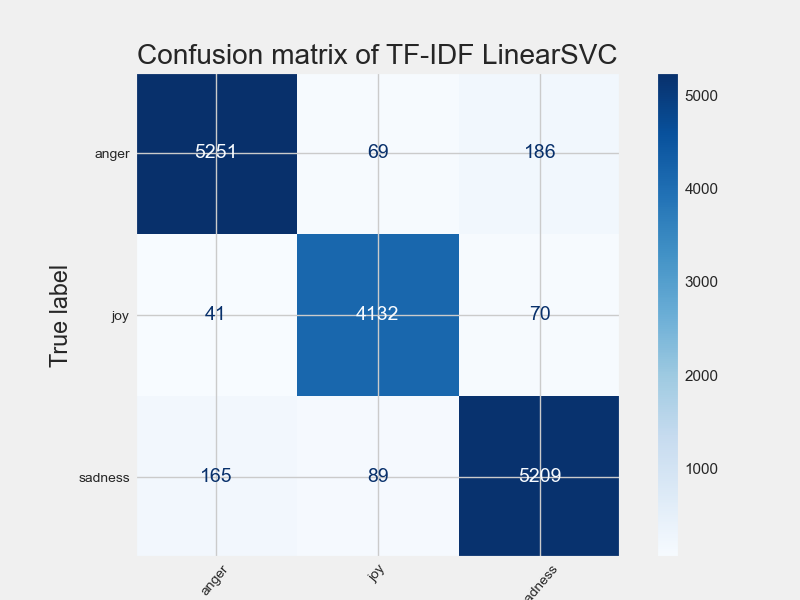 Confusion matrix of TF-IDF LinearSVC
True label
anger
5251
69
186
joy
41
4132
70
sadness
165
89
5209
anger
joy
adness
5000
4000
3000
2000
1000